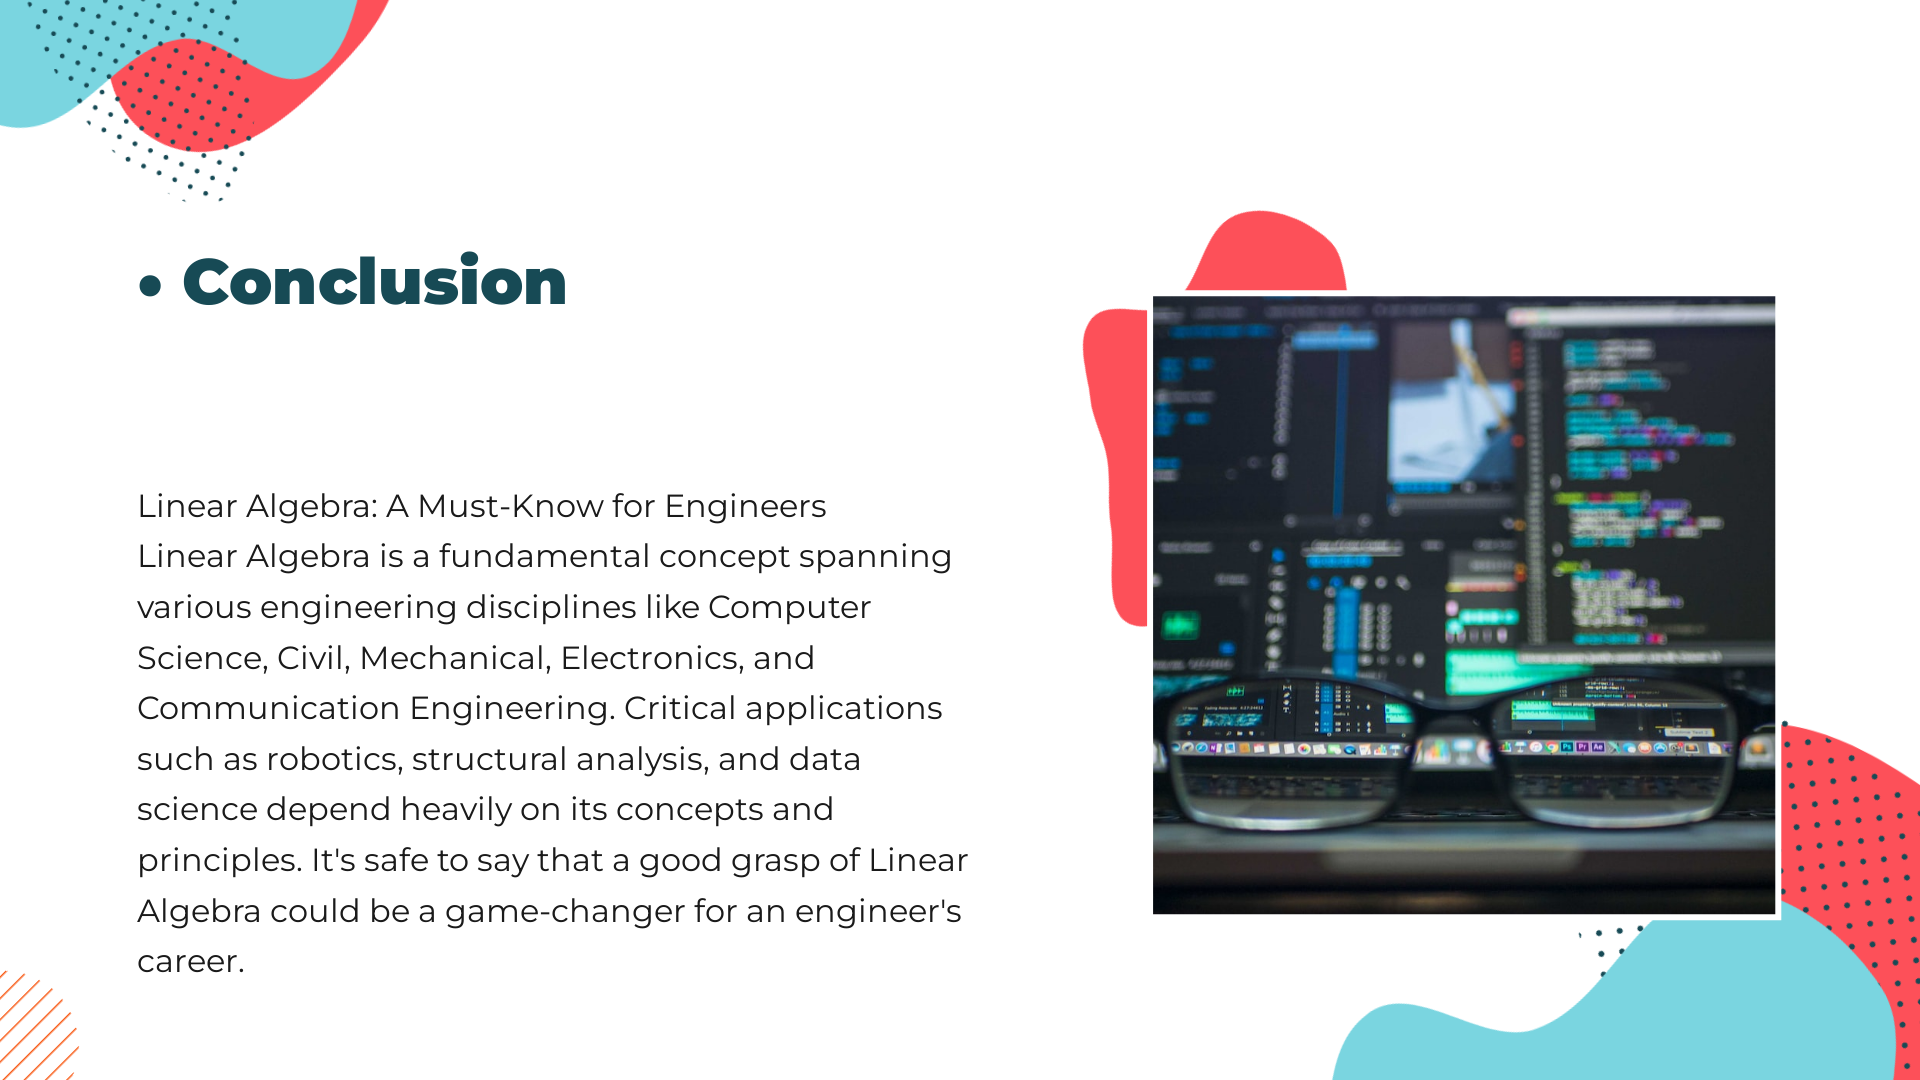 • Conclusion
Linear Algebra: A Must-Know for Engineers
Linear Algebra is a fundamental concept spanning
various engineering disciplines like Computer
Science, Civil, Mechanical, Electronics, and
Communication Engineering. Critical applications
such as robotics, structural analysis, and data
science depend heavily on its concepts and
principles. It's safe to say that a good grasp of Linear
Algebra could be a game-changer for an engineer's
career.